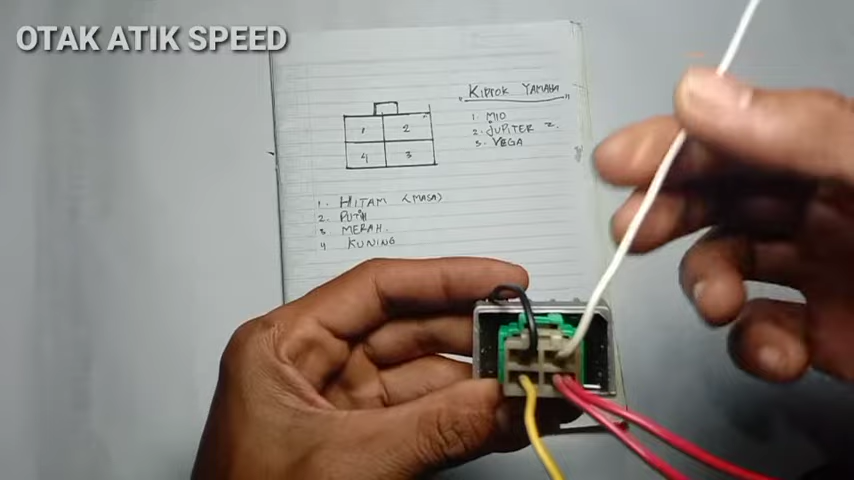 OTAK ATIK SPEED
" KIPROK YAMAHA "
1. MIO
2. JUPITER Z.
3. VEGA
1 2
4 3
1. HITAM (MASA)
2. PUTIH
3 MERAH.
4 KUNING